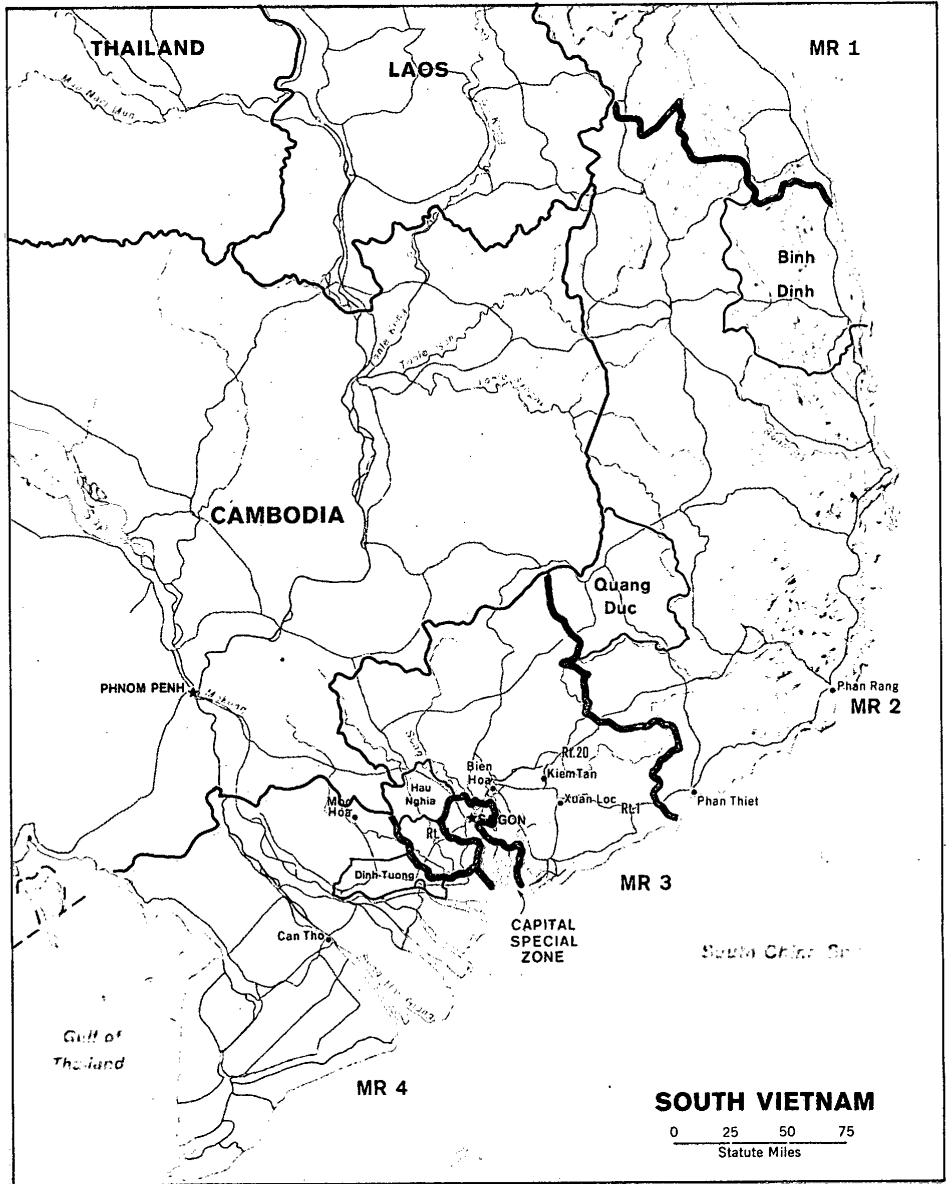 THAILAND
LAOS
MR 1
Binh
Dinh
CAMBODIA
Quang
Duc
PHNOM PENH
Phan Rang
MR 2
Rt.20
Bien
Hoa
Kiem Tan
Hau
Nghia
Moc
Hoa
Xuan Loc
Rt.1
Phan Thiet
SAIGON
Rt.
Dinh-Tuong
MR 3
CAPITAL
SPECIAL
ZONE
Can Tho
South China
Gulf of
Thailand
MR 4
SOUTH VIETNAM
0 25 50 75
Statute Miles